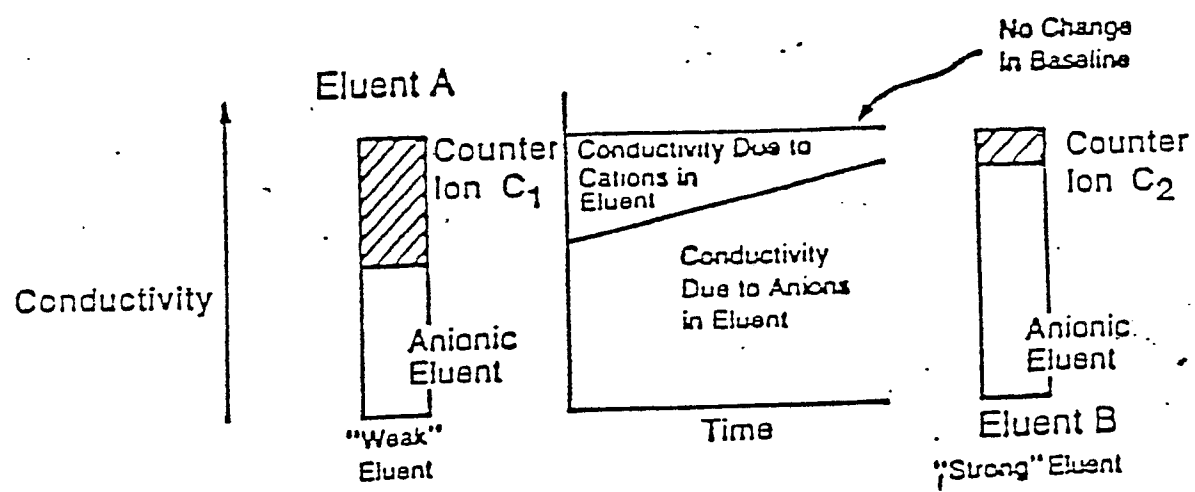 No Change
In Baseline
Eluent A
Counter
Ion C1
Conductivity Due to
Cations in
Eluent
Counter
Ion C2
Conductivity
Due to Anions
in Eluent
Conductivity
Anionic
Eluent
Anionic
Eluent
"Weak"
Eluent
Time
Eluent B
"Strong" Eluent